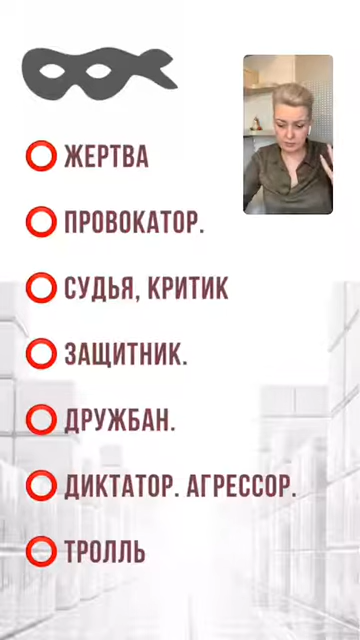 ЖЕРТВА
ПРОВОКАТОР.
СУДЬЯ, КРИТИК
ЗАЩИТНИК.
ДРУЖБАН.
ДИКТАТОР. АГРЕССОР.
ТРОЛЛЬ